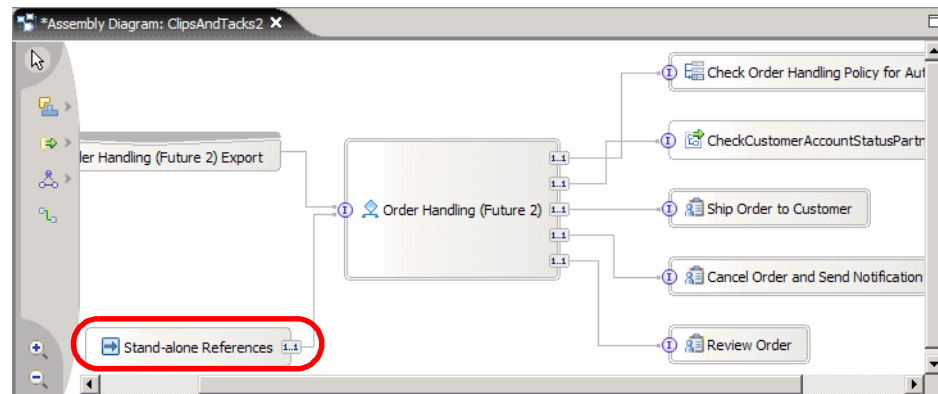 *Assembly Diagram: ClipsAndTacks2
Check Order Handling Policy for Aut
ler Handling (Future 2) Export
CheckCustomerAccountStatusPartn
1..1
1..1
Order Handling (Future 2)
1..1
Ship Order to Customer
1..1
1..1
Cancel Order and Send Notification
Stand-alone References
1..1
Review Order